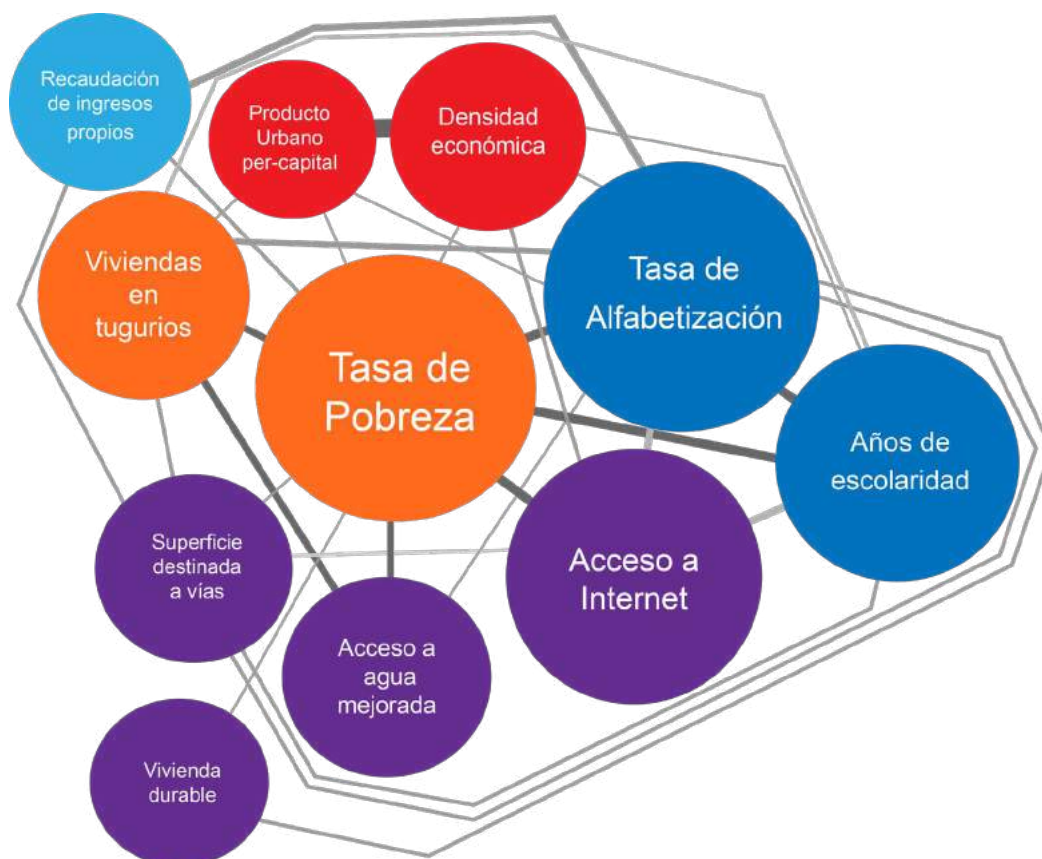 Recaudación
de ingresos
propios
Producto
Urbano
per-capital
Densidad
económica
Viviendas
en
tugurios
Tasa de
Alfabetización
Tasa de
Pobreza
Años de
escolaridad
Superficie
destinada
a vías
Acceso a
Internet
Acceso a
agua
mejorada
Vivienda
durable